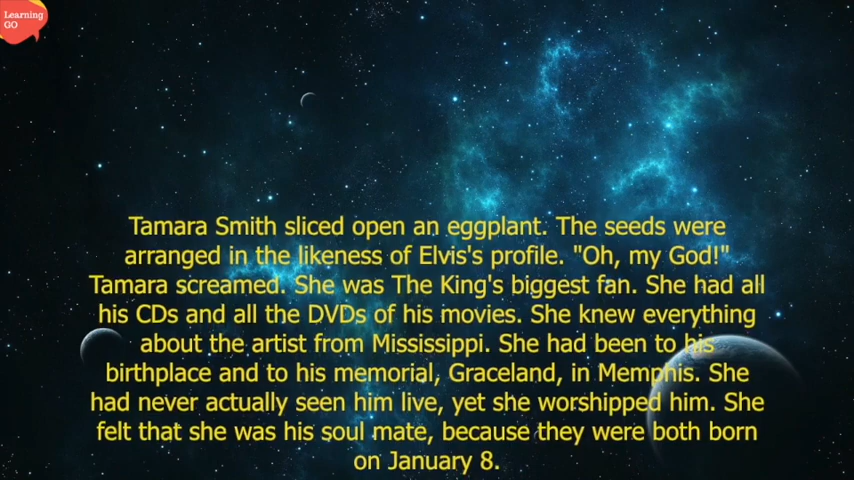 Learning
GO
Tamara Smith sliced open an eggplant. The seeds were
arranged in the likeness of Elvis's profile. "Oh, my God!"
Tamara screamed. She was The King's biggest fan. She had all
his CDs and all the DVDs of his movies. She knew everything
about the artist from Mississippi. She had been to his
birthplace and to his memorial, Graceland, in Memphis. She
had never actually seen him live, yet she worshipped him. She
felt that she was his soul mate, because they were both born
on January 8.